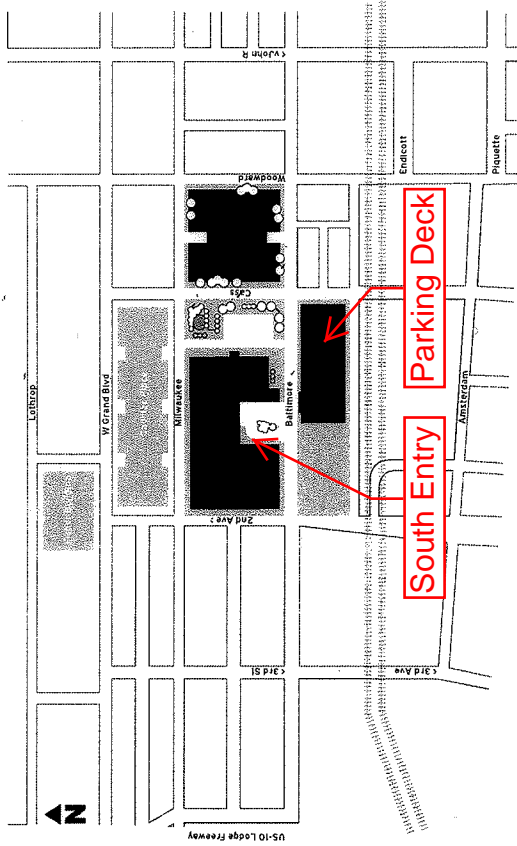 Lothrop
W Grand Blvd
Milwaukee
Baltimore
Amsterdam
Endicott
Piquette
John R
Woodward
Cass
2nd Ave
<3rd St
<3rd Ave
US-10 Lodge Freeway
N
South Entry
Parking Deck